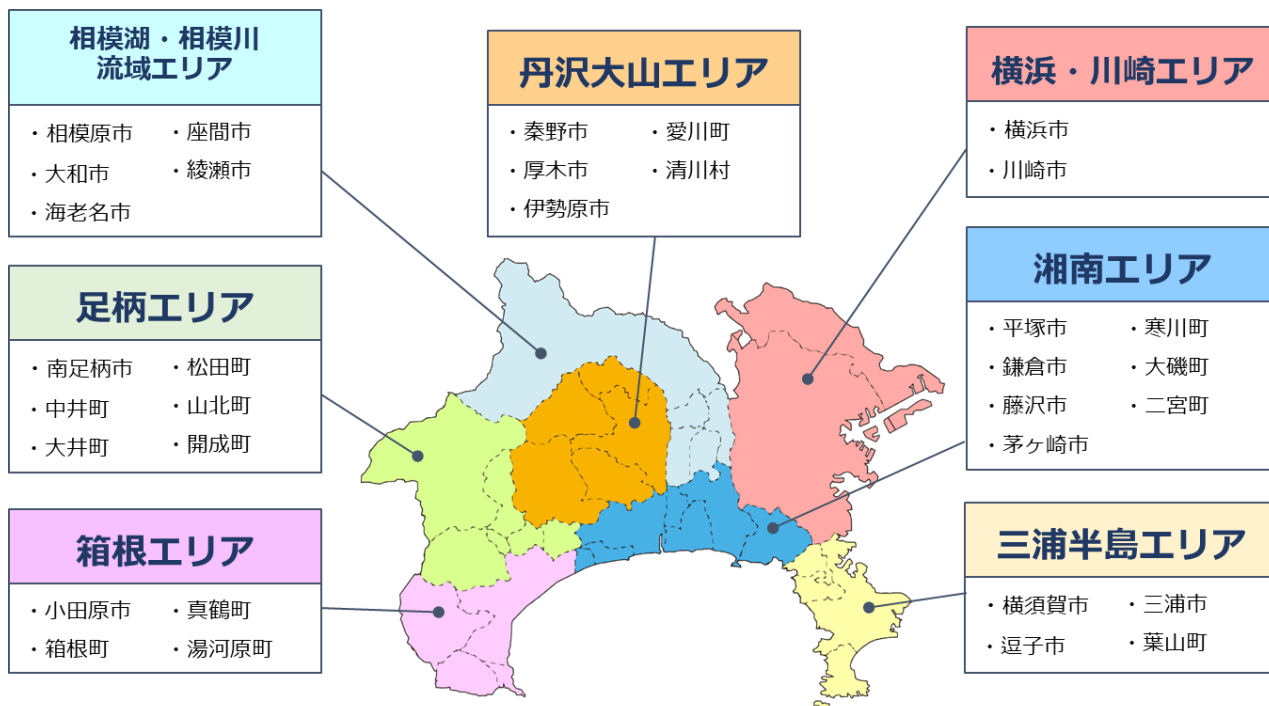 相模湖・相模川
流域エリア
・相模原市
・座間市
・大和市
・綾瀬市
・海老名市
丹沢大山エリア
・秦野市
・愛川町
・厚木市
・清川村
・伊勢原市
横浜・川崎エリア
・横浜市
・川崎市
足柄エリア
・南足柄市
・松田町
・中井町
・山北町
・大井町
・開成町
湘南エリア
・平塚市
・寒川町
・鎌倉市
・大磯町
・藤沢市
・二宮町
・茅ヶ崎市
箱根エリア
・小田原市
・真鶴町
・箱根町
・湯河原町
三浦半島エリア
・横須賀市
・三浦市
・逗子市
・葉山町